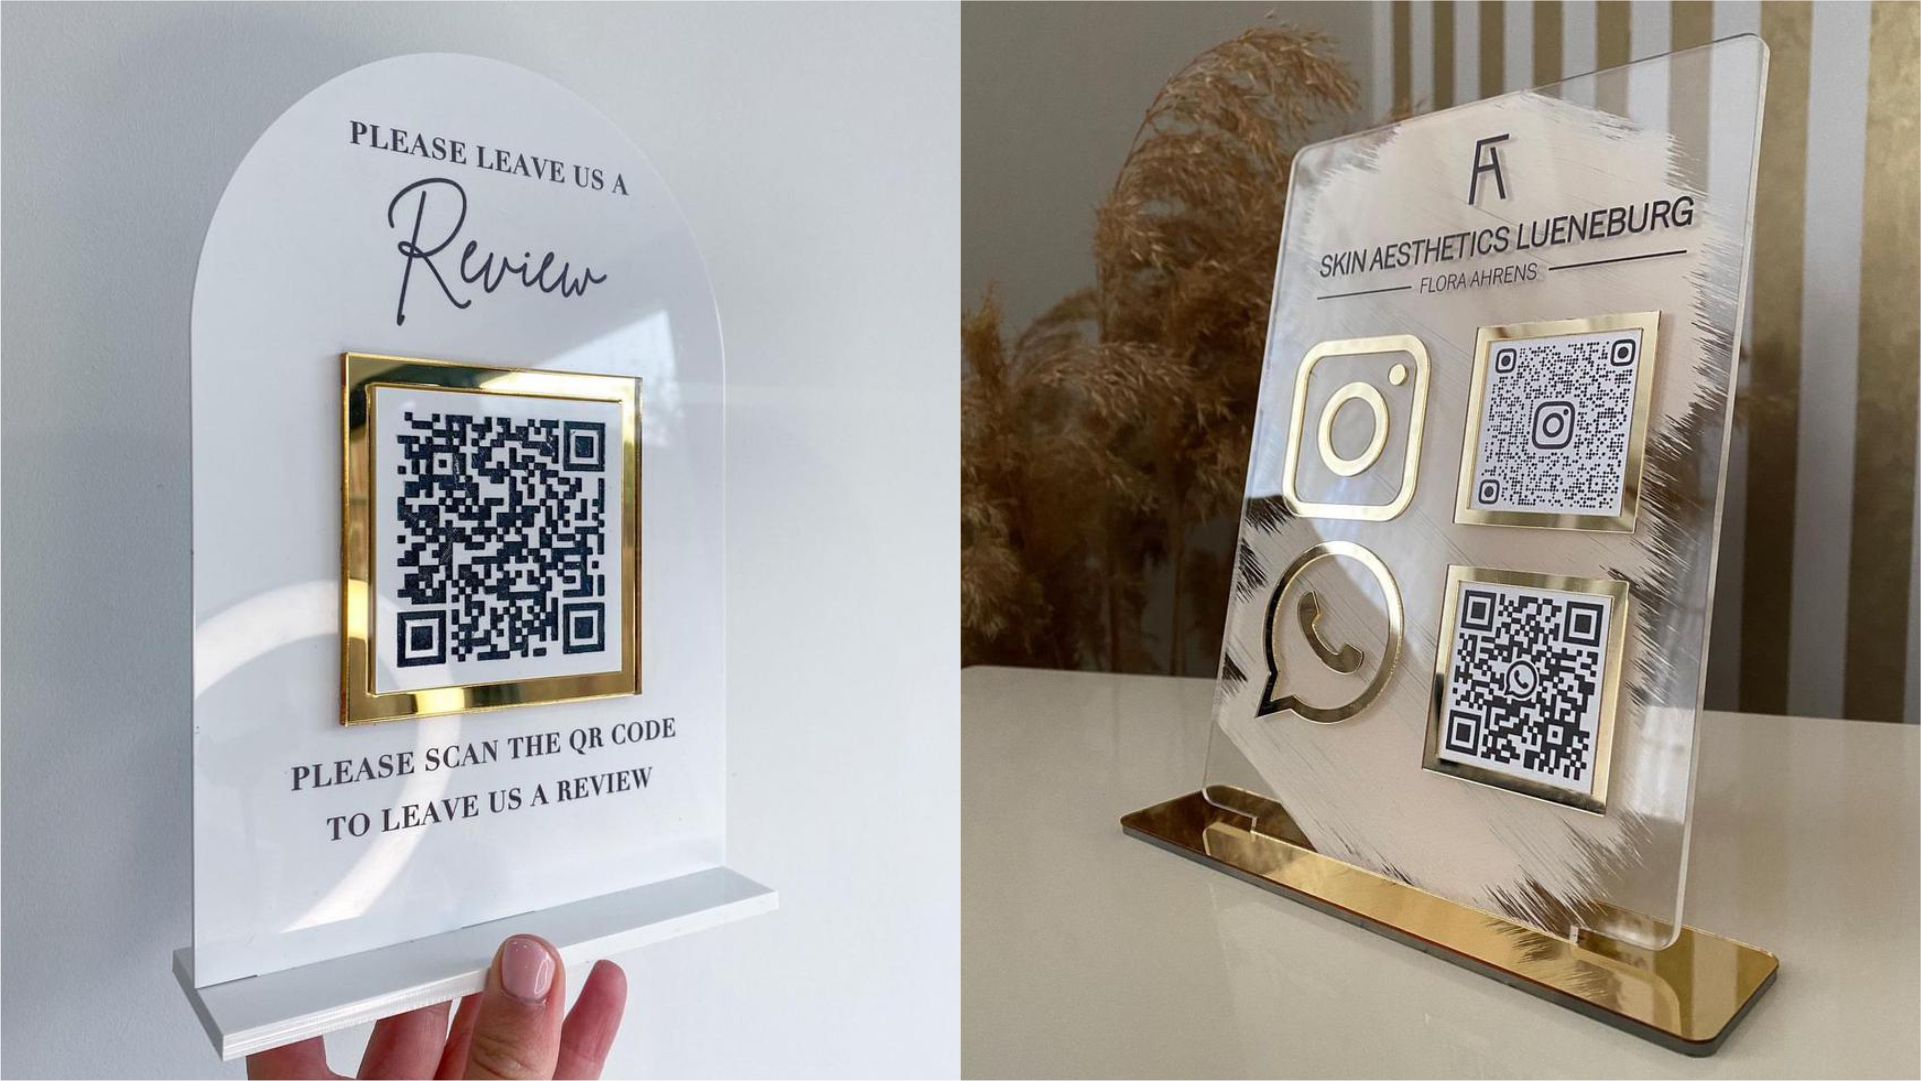 PLEASE LEAVE US A
Review
PLEASE SCAN THE QR CODE
TO LEAVE US A REVIEW
FA
SKIN AESTHETICS LUENEBURG
FLORA AHRENS